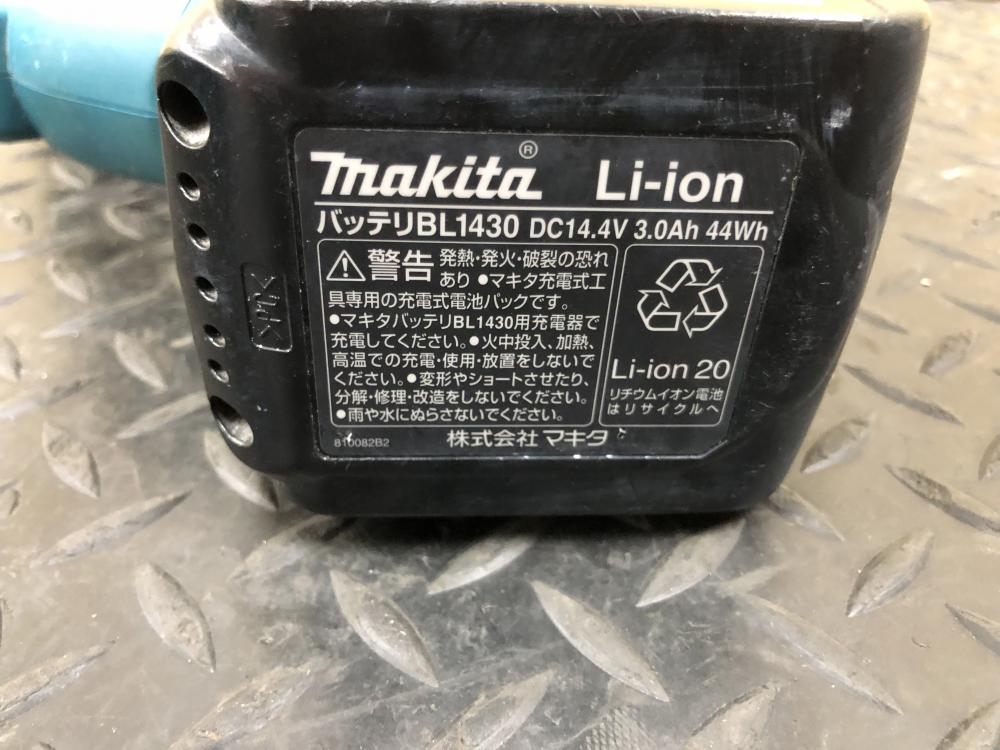 makita® Li-ion
バッテリBL1430 DC14.4V 3.0Ah 44Wh
警告 発熱・発火・破裂の恐れ
あり ●マキタ充電式工
具専用の充電式電池パックです。
●マキタバッテリBL1430用充電器で
充電してください。●火中投入、加熱、
高温での充電・使用・放置をしないで
ください。●変形やショートさせたり、
分解・修理・改造をしないでください。
●雨や水にぬらさないでください。
Li-ion 20
リチウムイオン電池
はリサイクルへ
810082B2
株式会社 マキタ